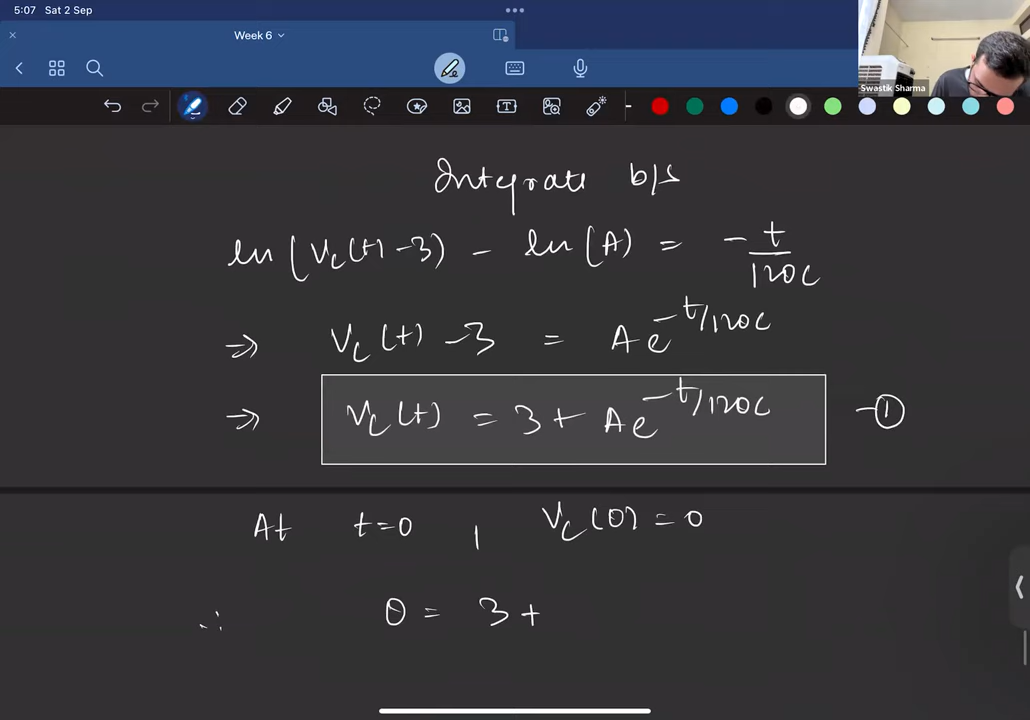 5:07 Sat 2 Sep
Week 6
Swastik Sharma
T
Integrate b/s
ln(Vc(t)-3) - ln(A) = -t/120C
⇒ Vc(t) -3 = Ae^-t/120C
⇒ Vc(t) = 3 + Ae^-t/120C -①
At t=0, Vc(0) = 0
∴ 0 = 3 +